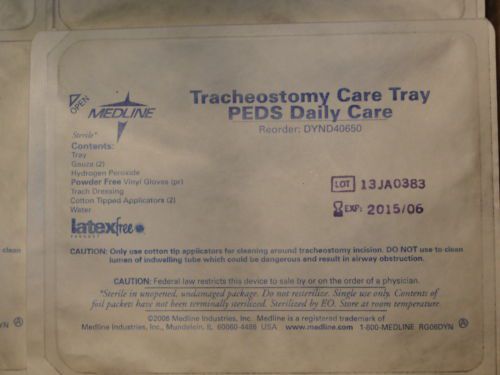 OPEN
MEDLINE
Tracheostomy Care Tray
PEDS Daily Care
Reorder: DYND40650
Sterile*
Contents:
Tray
Gauze (2)
Hydrogen Peroxide
Powder Free Vinyl Gloves (pr)
Trach Dressing
Cotton Tipped Applicators (2)
Water
LOT 13JA0383
EXP: 2015/06
latexfree
PRODUCT
CAUTION: Only use cotton tip applicators for cleaning around tracheostomy incision. DO NOT use to clean
lumen of indwelling tube which could be dangerous and result in airway obstruction.
CAUTION: Federal law restricts this device to sale by or on the order of a physician.
*Sterile in unopened, undamaged package. Do not resterilize. Single use only. Contents of
foil packets have not been terminally sterilized. Sterilized by EO. Store at room temperature.
©2006 Medline Industries, Inc. Medline is a registered trademark of
Medline Industries, Inc., Mundelein, IL 60060-4486 USA www.medline.com 1-800-MEDLINE RG06DYN A
clean
YN A